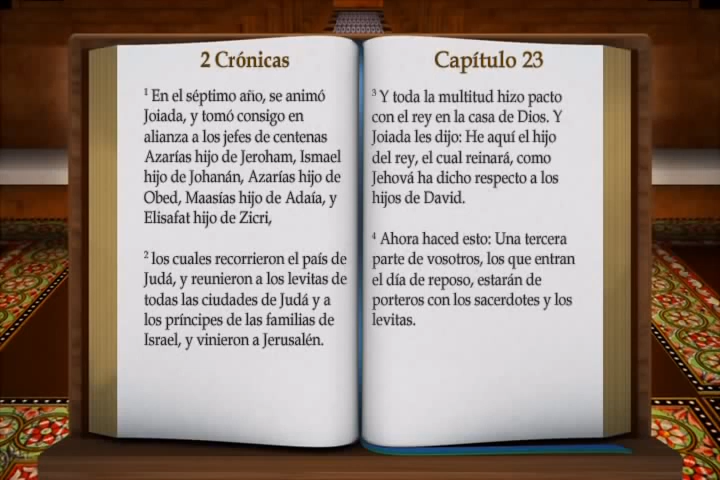 2 Crónicas
1 En el séptimo año, se animó
Joiada, y tomó consigo en
alianza a los jefes de centenas
Azarías hijo de Jeroham, Ismael
hijo de Johanán, Azarías hijo de
Obed, Maasías hijo de Adaía, y
Elisafat hijo de Zicri,
2 los cuales recorrieron el país de
Judá, y reunieron a los levitas de
todas las ciudades de Judá y a
los príncipes de las familias de
Israel, y vinieron a Jerusalén.
Capítulo 23
3 Y toda la multitud hizo pacto
con el rey en la casa de Dios. Y
Joiada les dijo: He aquí el hijo
del rey, el cual reinará, como
Jehová ha dicho respecto a los
hijos de David.
4 Ahora haced esto: Una tercera
parte de vosotros, los que entran
el día de reposo, estarán de
porteros con los sacerdotes y los
levitas.